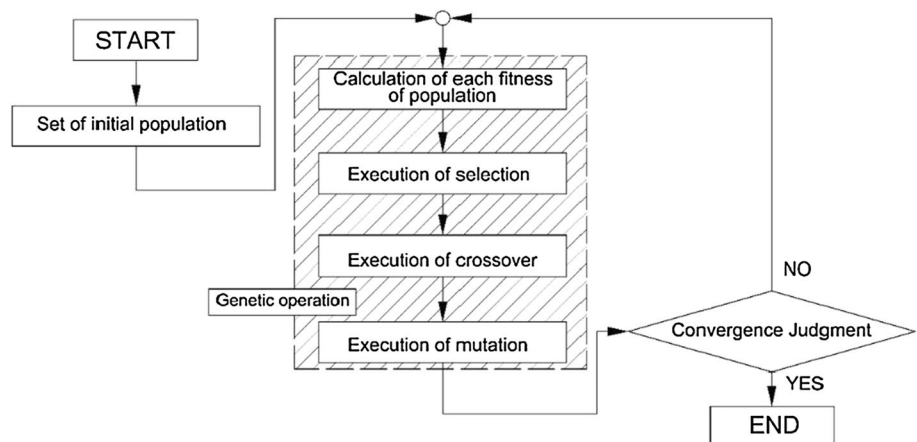 START
Set of initial population
Calculation of each fitness
of population
Execution of selection
Execution of crossover
Genetic operation
Execution of mutation
Convergence Judgment
NO
YES
END